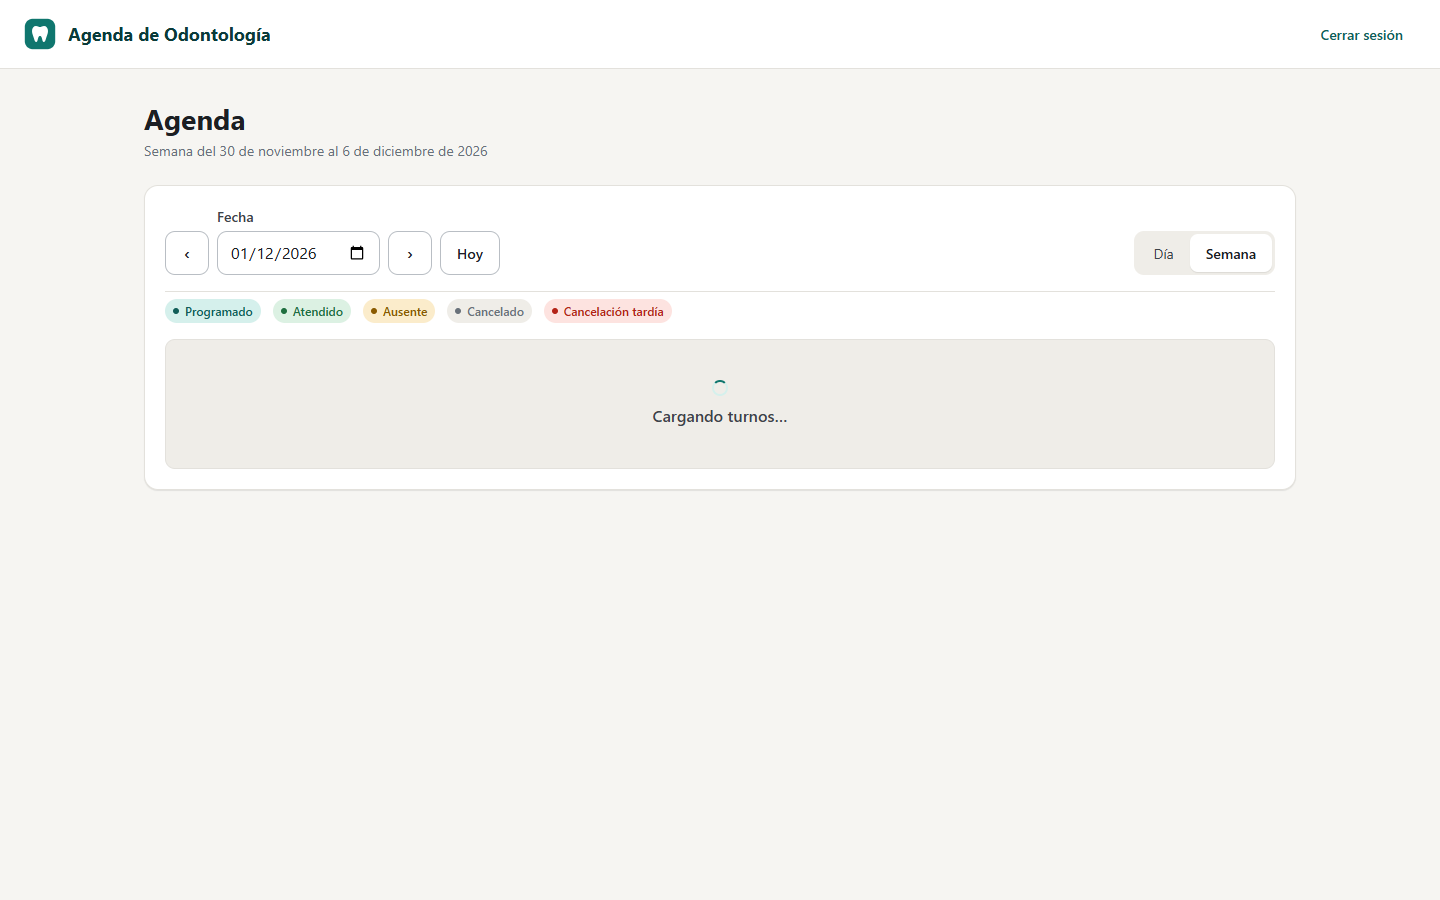 Agenda de Odontología
Cerrar sesión
Agenda
Semana del 30 de noviembre al 6 de diciembre de 2026
Fecha
‹
01/12/2026
›
Hoy
Día
Semana
Programado
Atendido
Ausente
Cancelado
Cancelación tardía
Cargando turnos...